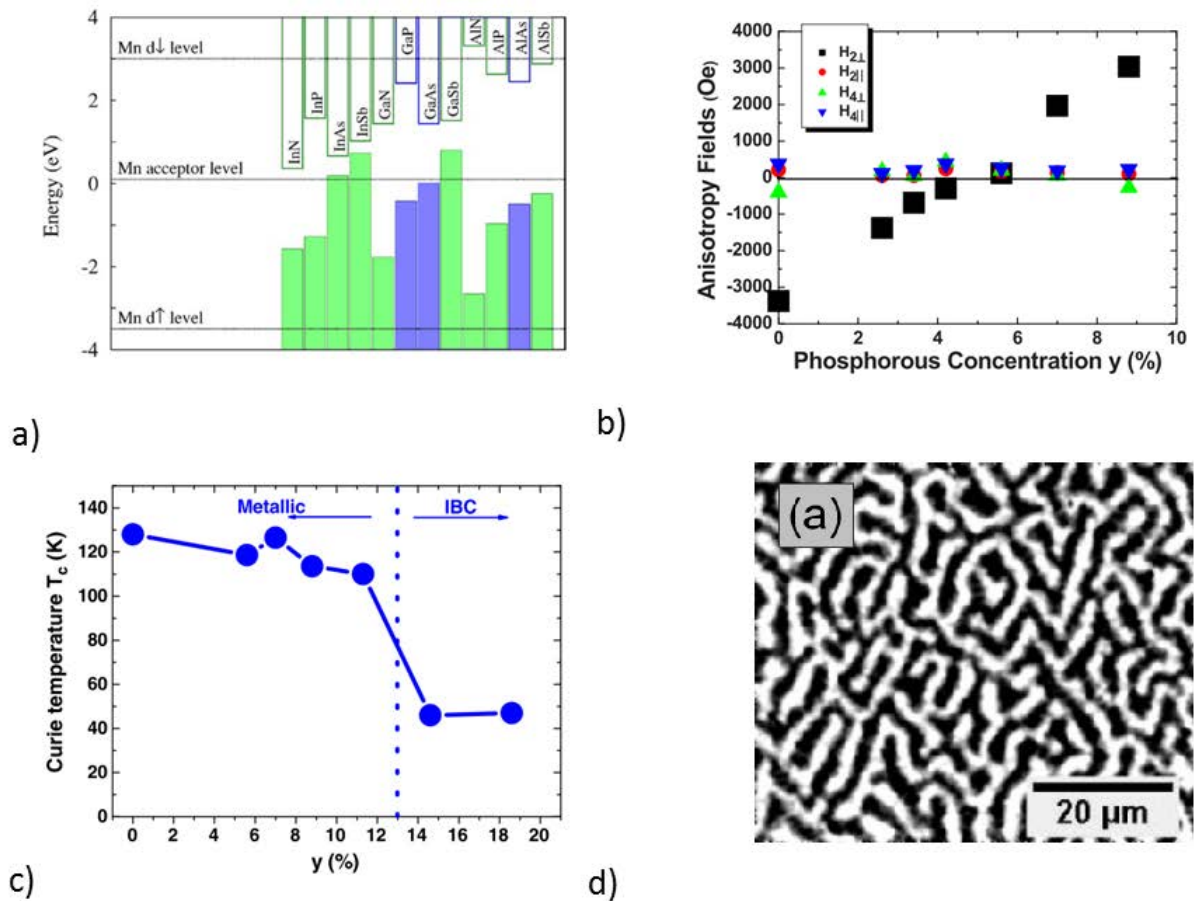 4
2
0
-2
-4
Energy (eV)
Mn d↓ level
Mn acceptor level
Mn d↑ level
InN
InP
InAs
InSb
GaN
GaP
GaAs
GaSb
AlN
AlP
AlAs
AlSb
a)
4000
3000
2000
1000
0
-1000
-2000
-3000
-4000
Anisotropy Fields (Oe)
H2⊥
H2||
H4⊥
H4||
0 2 4 6 8 10
Phosphorous Concentration y (%)
b)
Metallic
IBC
140
120
100
80
60
40
20
0
Curie temperature Tc (K)
0 2 4 6 8 10 12 14 16 18 20
y (%)
c)
(a)
20 µm
d)